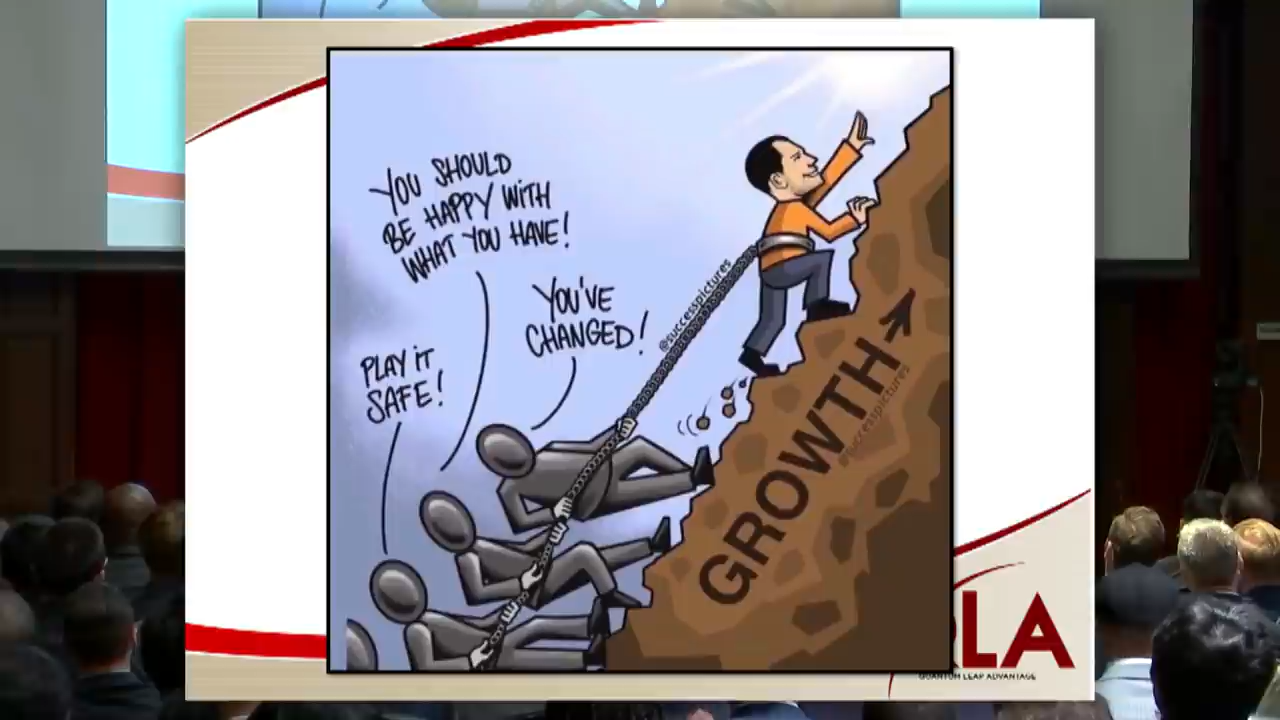 YOU SHOULD
BE HAPPY WITH
WHAT YOU HAVE!
YOU'VE
CHANGED!
PLAY IT
SAFE!
@successpictures
GROWTH
@successpictures
QLA
QUANTUM LEAP ADVANTAGE